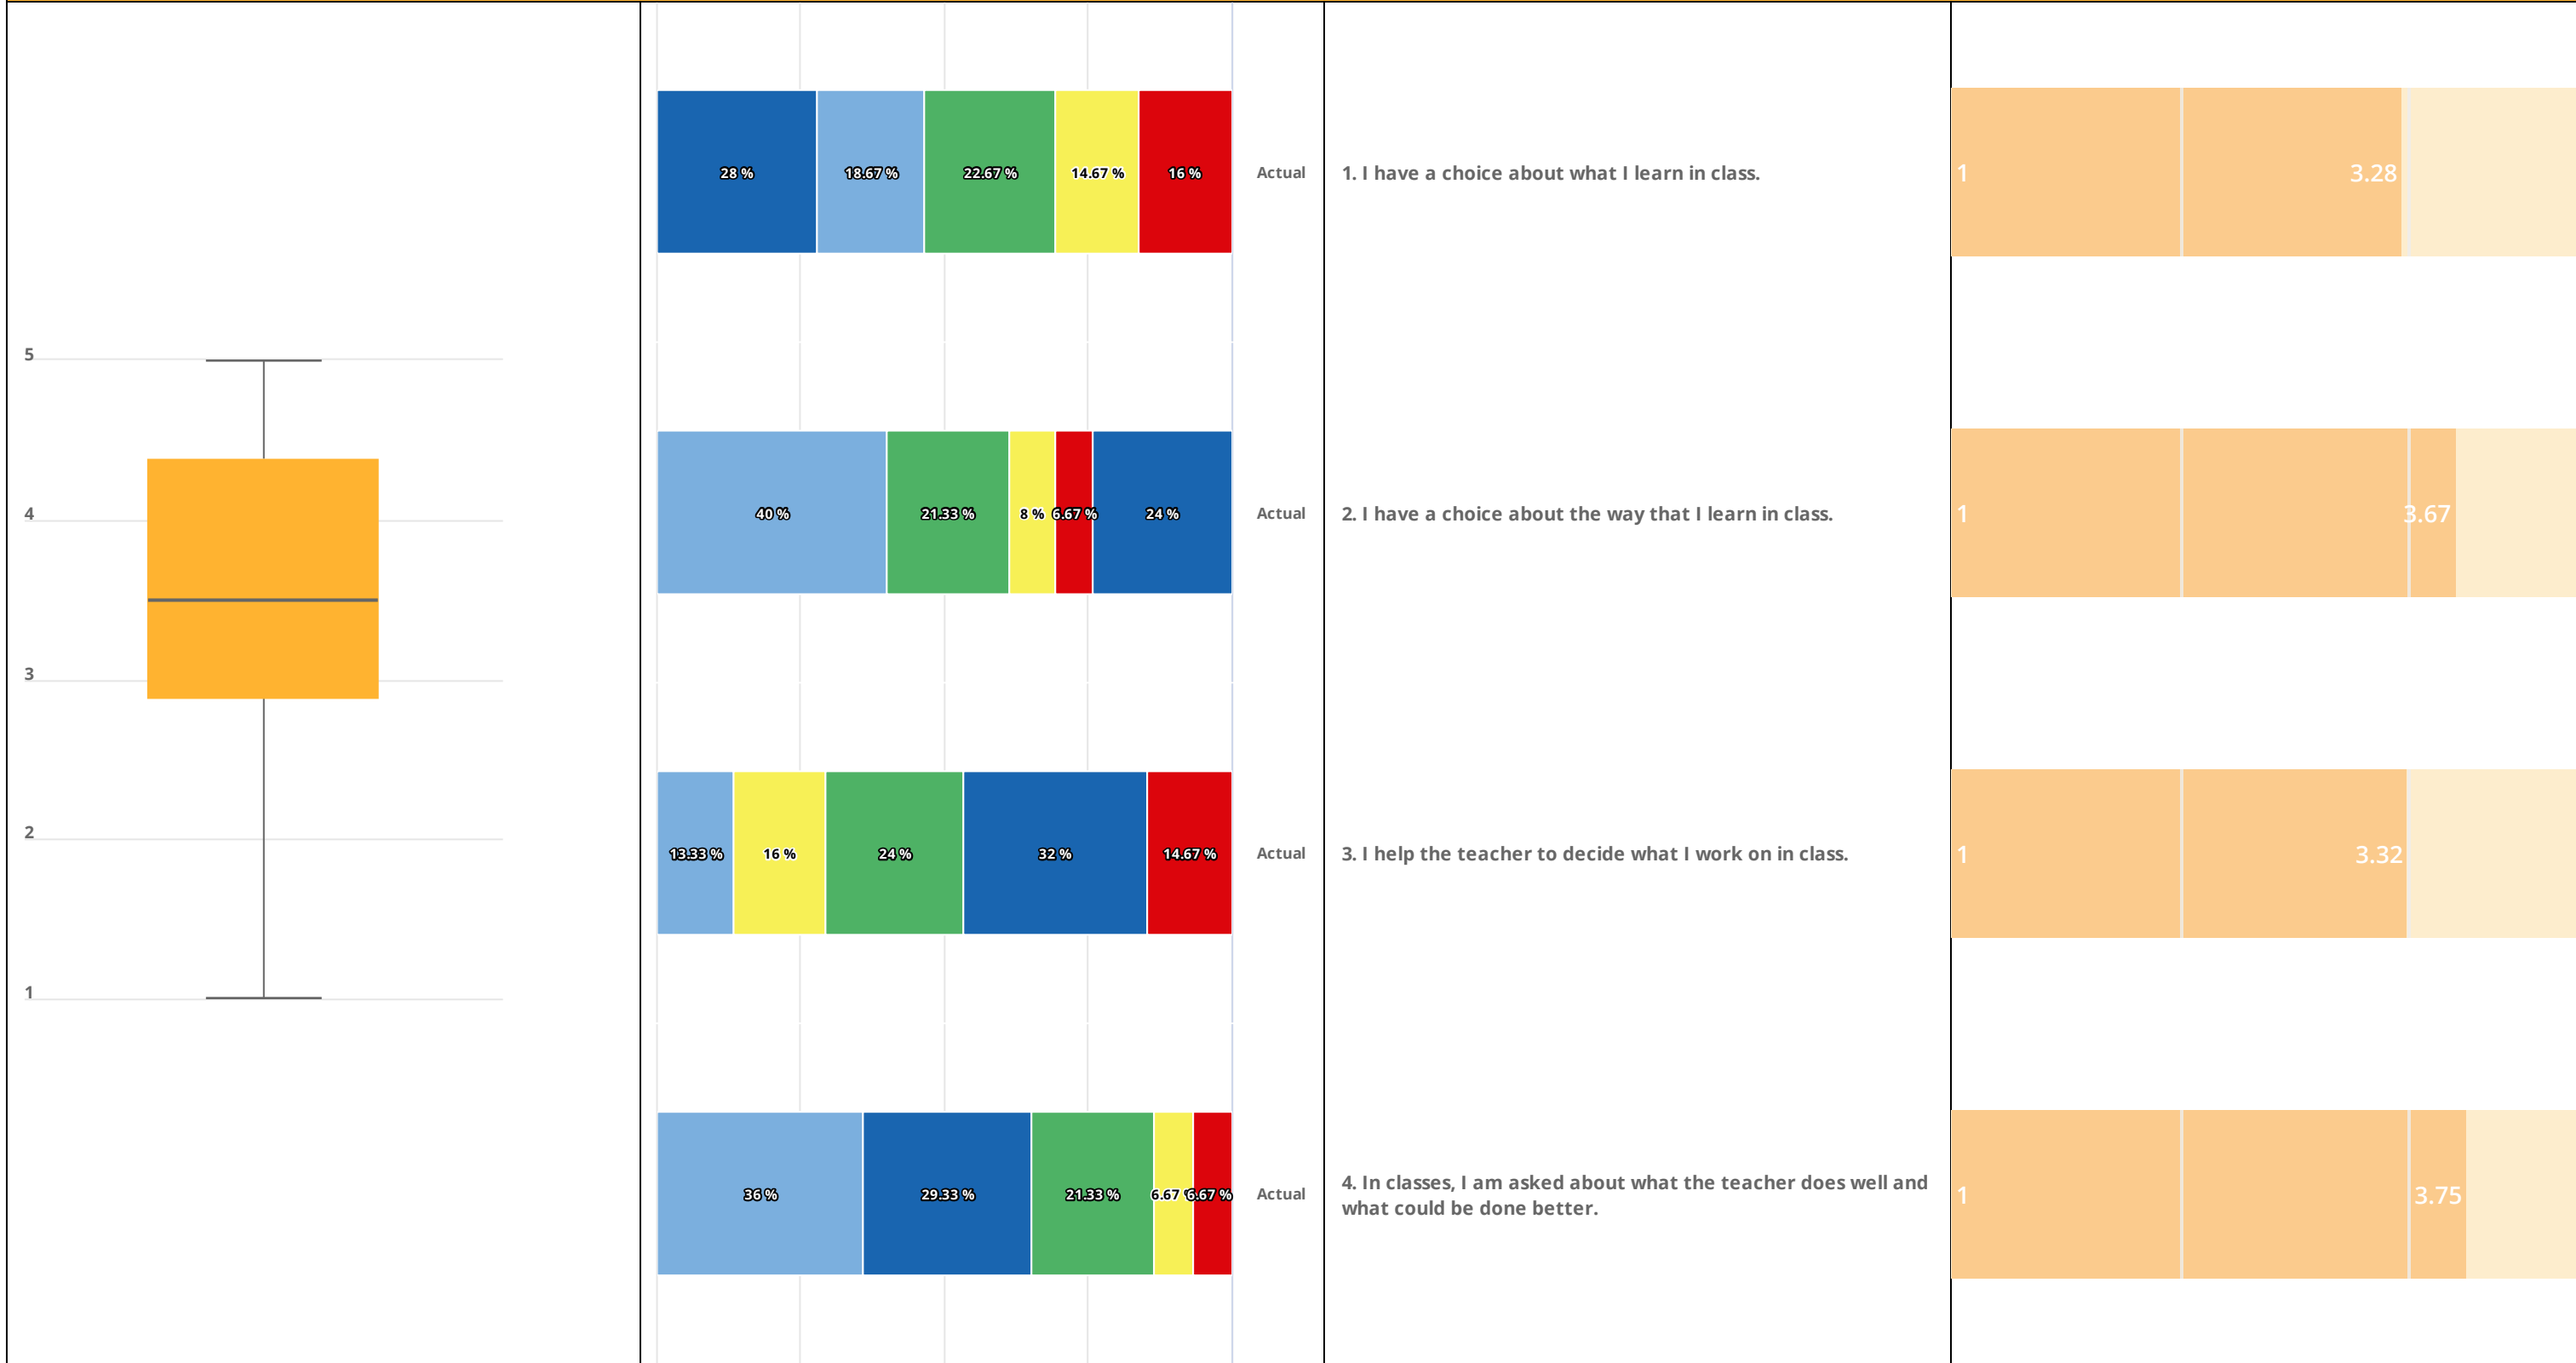 5
4
3
2
1
28 % 18.67 % 22.67 % 14.67 % 16 % Actual
1. I have a choice about what I learn in class.
1 3.28
40 % 21.33 % 8 % 6.67 % 24 % Actual
2. I have a choice about the way that I learn in class.
1 3.67
13.33 % 16 % 24 % 32 % 14.67 % Actual
3. I help the teacher to decide what I work on in class.
1 3.32
36 % 29.33 % 21.33 % 6.67 % 6.67 % Actual
4. In classes, I am asked about what the teacher does well and
what could be done better.
1 3.75